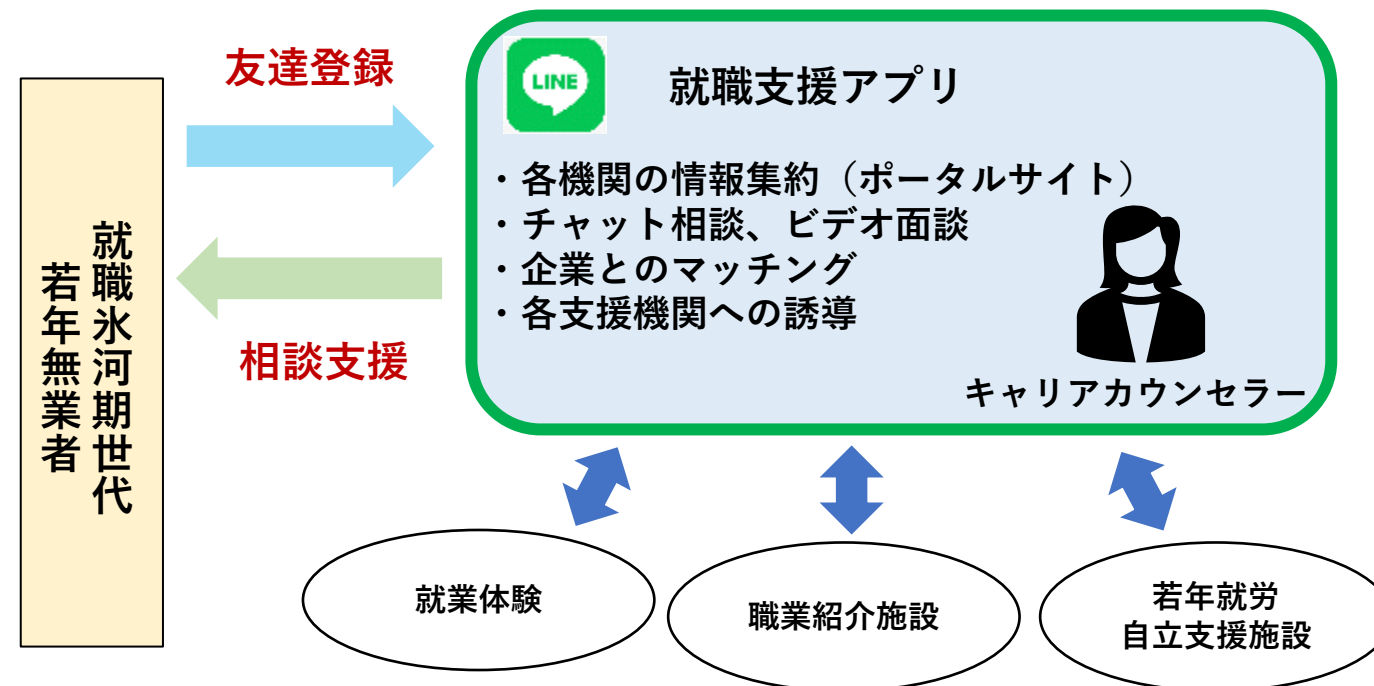 友達登録
LINE
就職支援アプリ
・各機関の情報集約（ポータルサイト）
・チャット相談、ビデオ面談
・企業とのマッチング
・各支援機関への誘導
キャリアカウンセラー
相談支援
就職氷河期世代
若年無業者
就業体験
職業紹介施設
若年就労
自立支援施設